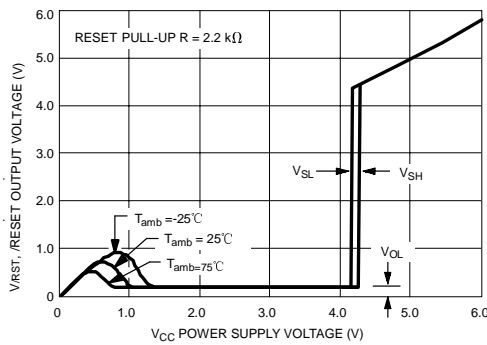 6.0
RESET PULL-UP R = 2.2 kΩ
5.0
4.0
3.0
V/RST, /RESET OUTPUT VOLTAGE (V)
VSL
VSH
2.0
Tamb =-25℃
Tamb = 25℃
1.0
VOL
Tamb=75℃
0
0 1.0 2.0 3.0 4.0 5.0 6.0
VCC POWER SUPPLY VOLTAGE (V)